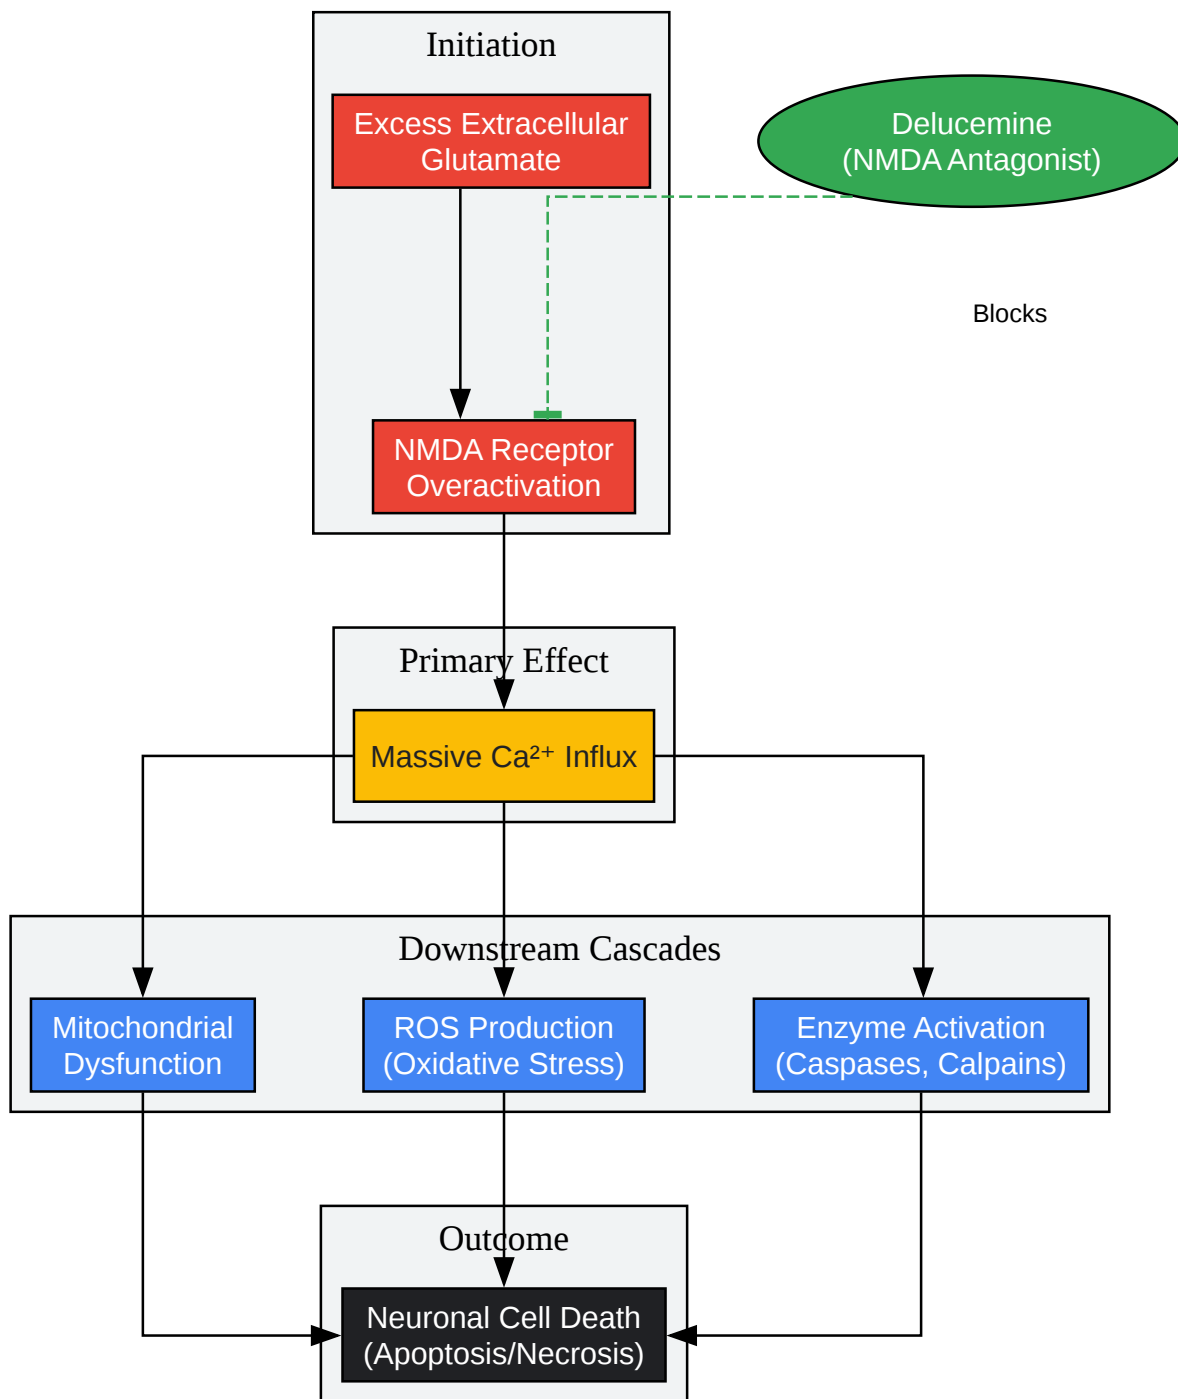 Initiation
Excess Extracellular
Glutamate
Delucemine
(NMDA Antagonist)
Blocks
NMDA Receptor
Overactivation
Primary Effect
Massive Ca²⁺ Influx
Downstream Cascades
Mitochondrial
Dysfunction
ROS Production
(Oxidative Stress)
Enzyme Activation
(Caspases, Calpains)
Outcome
Neuronal Cell Death
(Apoptosis/Necrosis)